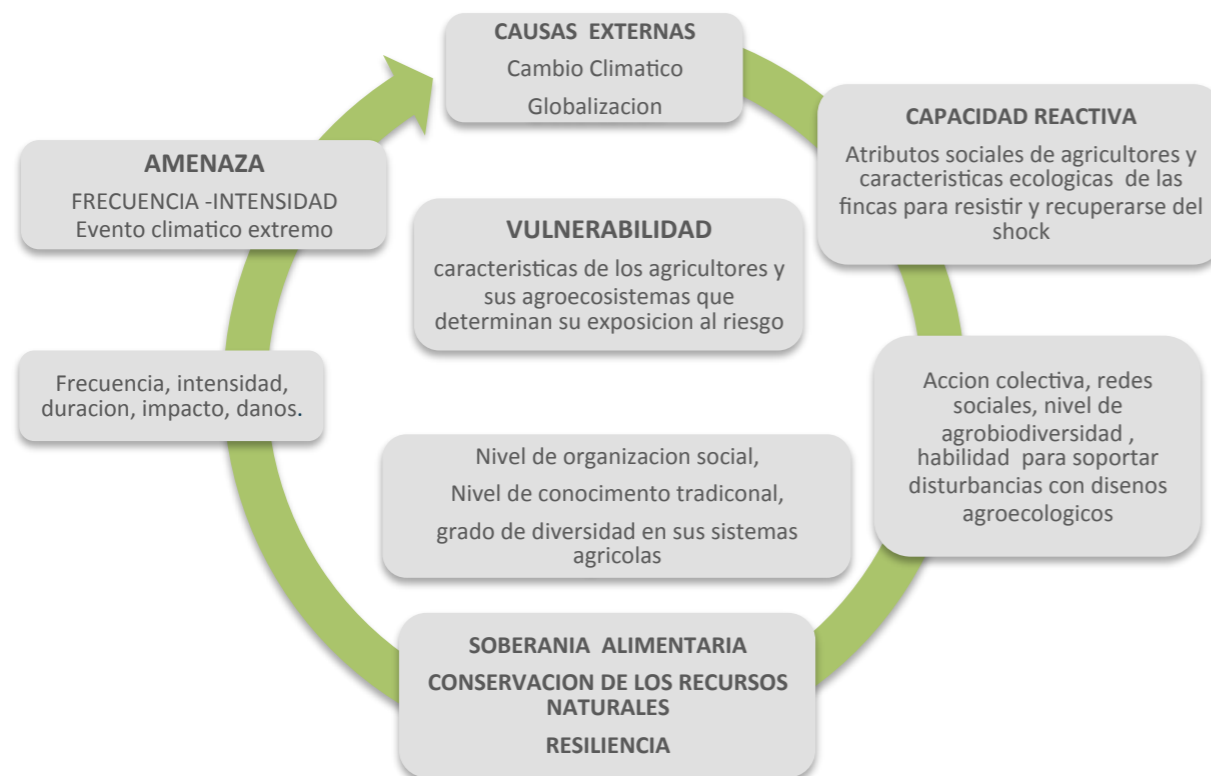 CAUSAS EXTERNAS
Cambio Climatico
Globalizacion
CAPACIDAD REACTIVA
Atributos sociales de agricultores y
caracteristicas ecologicas de las
fincas para resistir y recuperarse del
shock
AMENAZA
FRECUENCIA -INTENSIDAD
Evento climatico extremo
VULNERABILIDAD
caracteristicas de los agricultores y
sus agroecosistemas que
determinan su exposicion al riesgo
Frecuencia, intensidad,
duracion, impacto, danos.
Accion colectiva, redes
sociales, nivel de
agrobiodiversidad ,
habilidad para soportar
disturbancias con disenos
agroecologicos
Nivel de organizacion social,
Nivel de conocimento tradiconal,
grado de diversidad en sus sistemas
agricolas
SOBERANIA ALIMENTARIA
CONSERVACION DE LOS RECURSOS
NATURALES
RESILIENCIA